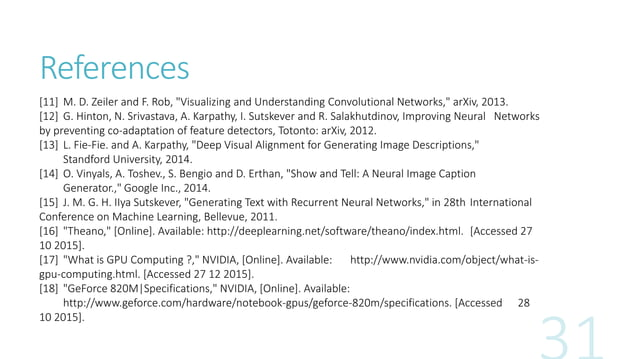 References
[11] M. D. Zeiler and F. Rob, "Visualizing and Understanding Convolutional Networks," arXiv, 2013.
[12] G. Hinton, N. Srivastava, A. Karpathy, I. Sutskever and R. Salakhutdinov, Improving Neural Networks
by preventing co-adaptation of feature detectors, Totonto: arXiv, 2012.
[13] L. Fie-Fie. and A. Karpathy, "Deep Visual Alignment for Generating Image Descriptions,"
Standford University, 2014.
[14] O. Vinyals, A. Toshev., S. Bengio and D. Erthan, "Show and Tell: A Neural Image Caption
Generator.," Google Inc., 2014.
[15] J. M. G. H. IIya Sutskever, "Generating Text with Recurrent Neural Networks," in 28th International
Conference on Machine Learning, Bellevue, 2011.
[16] "Theano," [Online]. Available: http://deeplearning.net/software/theano/index.html. [Accessed 27
10 2015].
[17] "What is GPU Computing ?," NVIDIA, [Online]. Available: http://www.nvidia.com/object/what-is-
gpu-computing.html. [Accessed 27 12 2015].
[18] "GeForce 820M|Specifications," NVIDIA, [Online]. Available:
http://www.geforce.com/hardware/notebook-gpus/geforce-820m/specifications. [Accessed 28
10 2015].
31